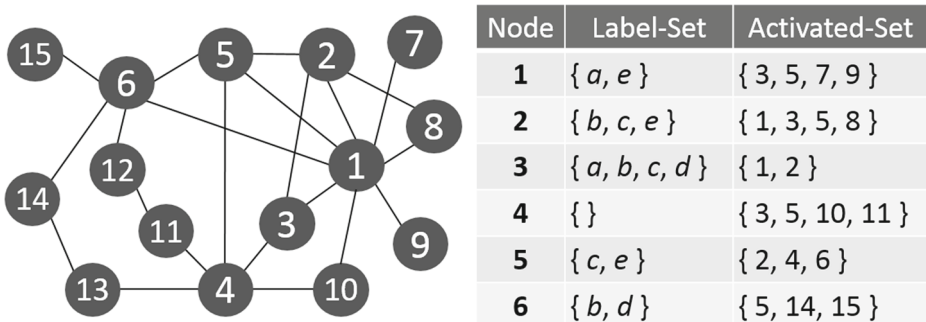 15
6
5
2
7
8
12
1
14
11
3
9
13
4
10
Node Label-Set Activated-Set
1 { a, e } { 3, 5, 7, 9 }
2 { b, c, e } { 1, 3, 5, 8 }
3 { a, b, c, d } { 1, 2 }
4 { } { 3, 5, 10, 11 }
5 { c, e } { 2, 4, 6 }
6 { b, d } { 5, 14, 15 }